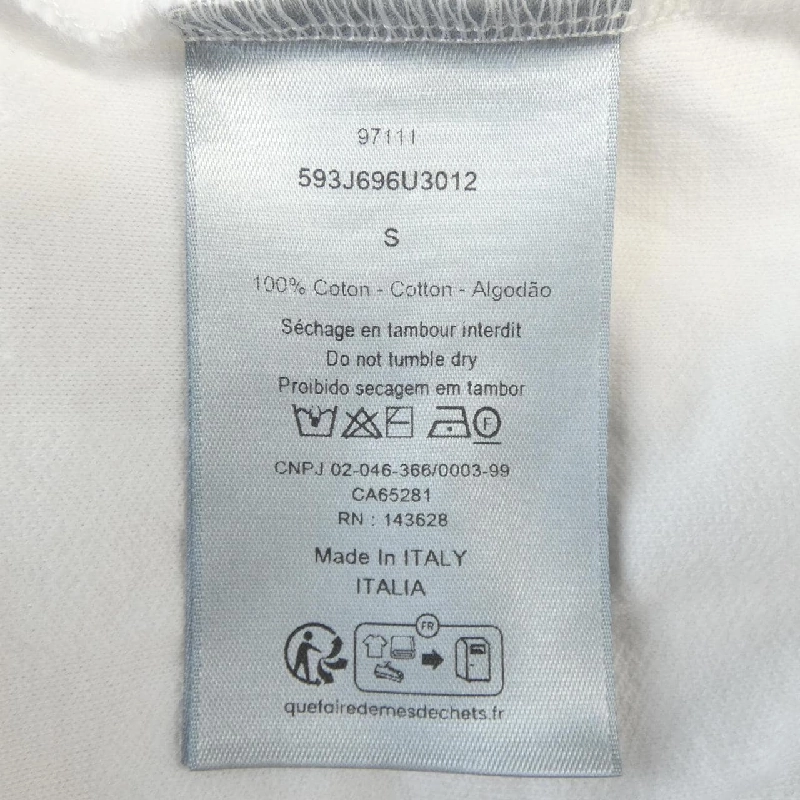 97111
593J696U3012
S
100% Coton - Cotton - Algodão
Séchage en tambour interdit
Do not tumble dry
Proibido secagem em tambor
F
CNPJ 02-046-366/0003-99
CA65281
RN : 143628
Made In ITALY
ITALIA
FR
quefairedemesdechets.fr